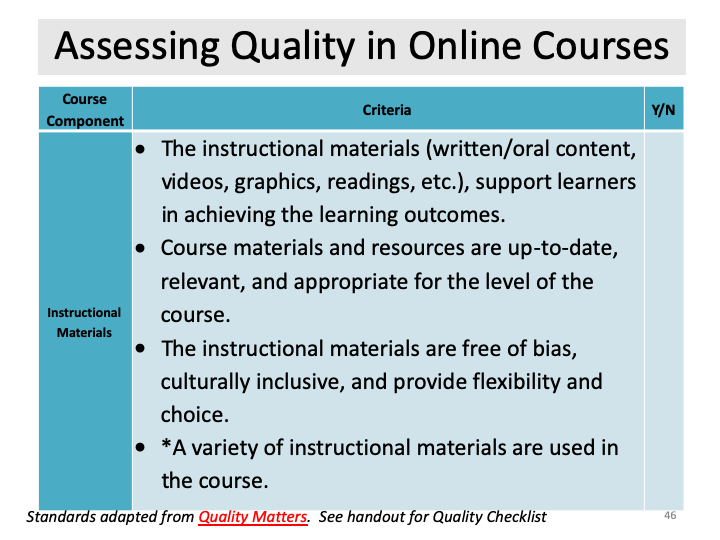 Assessing Quality in Online Courses
Course
Component
Criteria
Y/N
Instructional
Materials
• The instructional materials (written/oral content,
videos, graphics, readings, etc.), support learners
in achieving the learning outcomes.
• Course materials and resources are up-to-date,
relevant, and appropriate for the level of the
course.
• The instructional materials are free of bias,
culturally inclusive, and provide flexibility and
choice.
• *A variety of instructional materials are used in
the course.
Standards adapted from Quality Matters. See handout for Quality Checklist
46